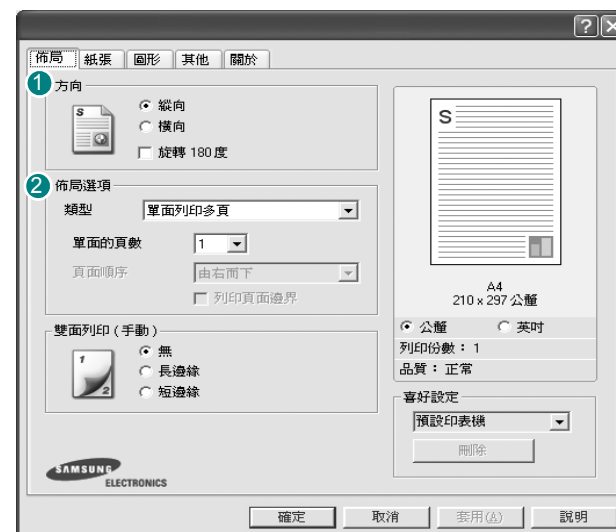 佈局 紙張 圖形 其他 關於
1 方向
縱向
橫向
旋轉 180 度
2 佈局選項
類型 單面列印多頁
單面的頁數 1
頁面順序 由右而下
列印頁面邊界
雙面列印 ( 手動 )
無
長邊緣
短邊緣
1
2
S
S
A4
210 x 297 公釐
公釐 英吋
列印份數： 1
品質： 正常
喜好設定
預設印表機
刪除
SAMSUNG
ELECTRONICS
確定 取消 套用(A) 說明